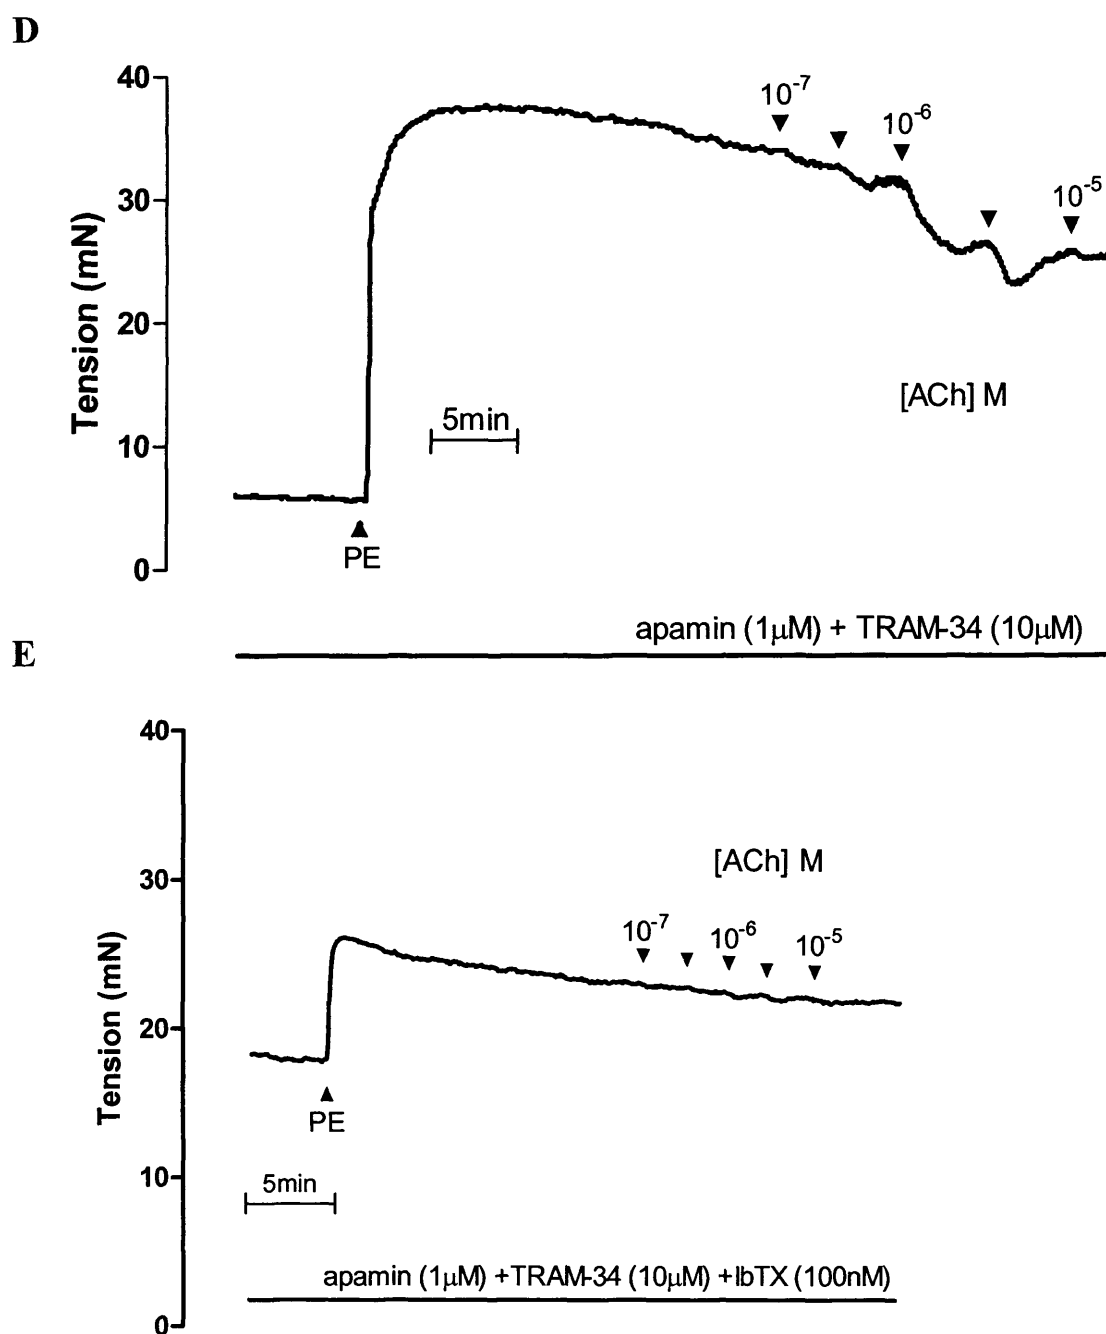 D
40
30
20
10
0
Tension (mN)
10⁻⁷
10⁻⁶
10⁻⁵
[ACh] M
5min
PE
apamin (1µM) + TRAM-34 (10µM)
E
40
30
20
10
0
Tension (mN)
[ACh] M
10⁻⁷ 10⁻⁶ 10⁻⁵
PE
5min
apamin (1µM) +TRAM-34 (10µM) +IbTX (100nM)